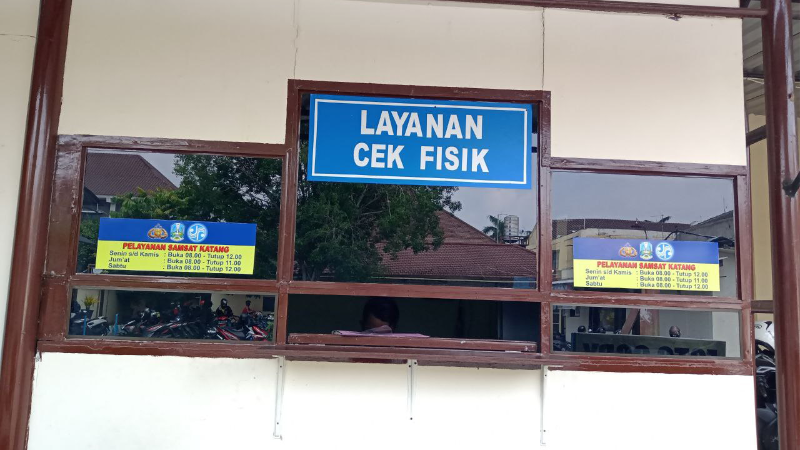 LAYANAN
CEK FISIK
PELAYANAN SAMSAT KATANG
Senin s/d Kamis : Buka 08.00 - Tutup 12.00
Jum'at : Buka 08.00 - Tutup 11.00
Sabtu : Buka 08.00 - Tutup 12.00
PELAYANAN SAMSAT KATANG
Senin s/d Kamis : Buka 08.00 - Tutup 12.00
Jum'at : Buka 08.00 - Tutup 11.00
Sabtu : Buka 08.00 - Tutup 12.00